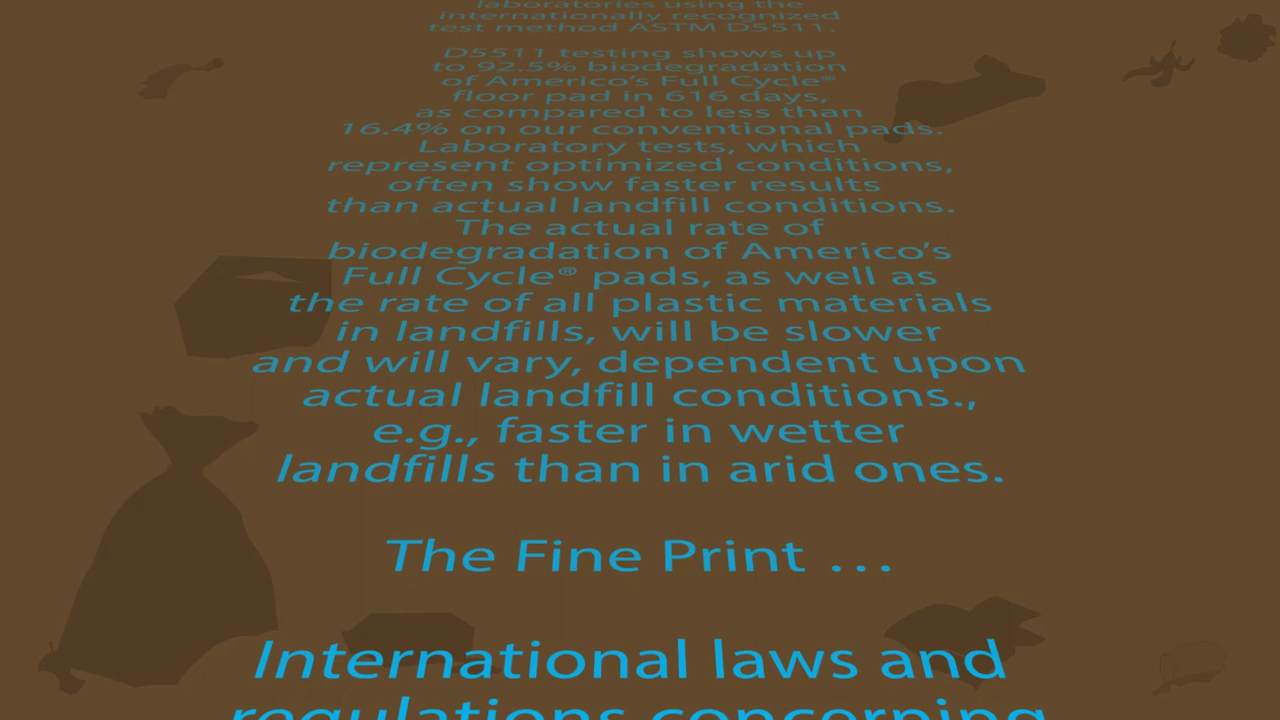 laboratories using the
internationally recognized
test method ASTM D5511.
D5511 testing shows up
to 92.5% biodegradation
of Americo's Full Cycle®
floor pad in 616 days,
as compared to less than
16.4% on our conventional pads.
Laboratory tests, which
represent optimized conditions,
often show faster results
than actual landfill conditions.
The actual rate of
biodegradation of Americo's
Full Cycle® pads, as well as
the rate of all plastic materials
in landfills, will be slower
and will vary, dependent upon
actual landfill conditions.,
e.g., faster in wetter
landfills than in arid ones.
The Fine Print ...
International laws and
regulations concerning